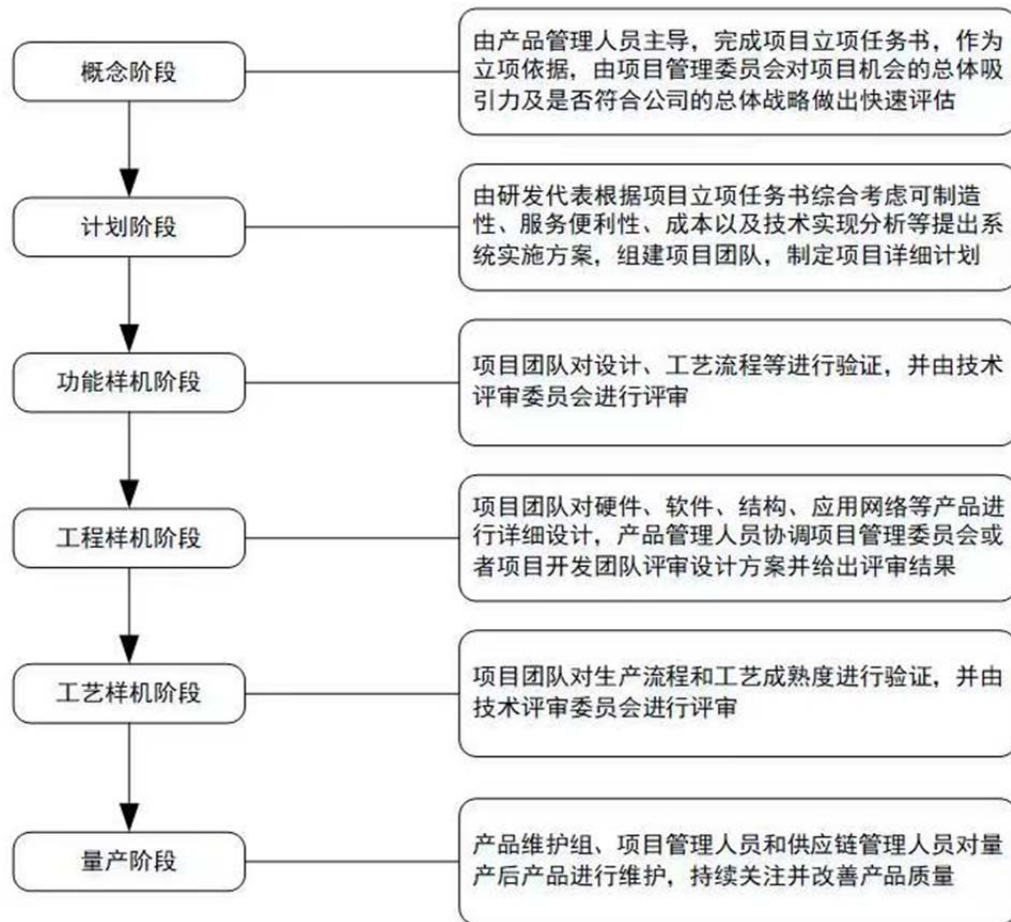 概念阶段
由产品管理人员主导，完成项目立项任务书，作为
立项依据，由项目管理委员会对项目机会的总体吸
引力及是否符合公司的总体战略做出快速评估
计划阶段
由研发代表根据项目立项任务书综合考虑可制造
性、服务便利性、成本以及技术实现分析等提出系
统实施方案，组建项目团队，制定项目详细计划
功能样机阶段
项目团队对设计、工艺流程等进行验证，并由技术
评审委员会进行评审
工程样机阶段
项目团队对硬件、软件、结构、应用网络等产品进
行详细设计，产品管理人员协调项目管理委员会或
者项目开发团队评审设计方案并给出评审结果
工艺样机阶段
项目团队对生产流程和工艺成熟度进行验证，并由
技术评审委员会进行评审
量产阶段
产品维护组、项目管理人员和供应链管理人员对量
产后产品进行维护，持续关注并改善产品质量